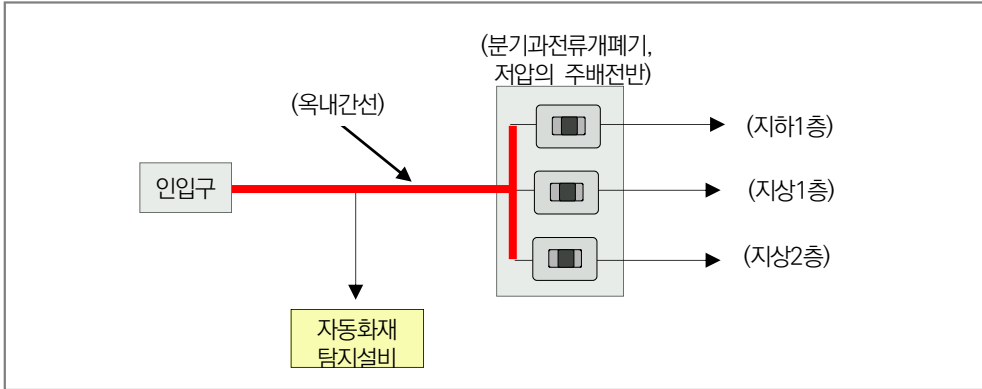 (분기과전류개폐기,
저압의 주배전반)
(옥내간선)
(지하1층)
인입구
(지상1층)
(지상2층)
자동화재
탐지설비